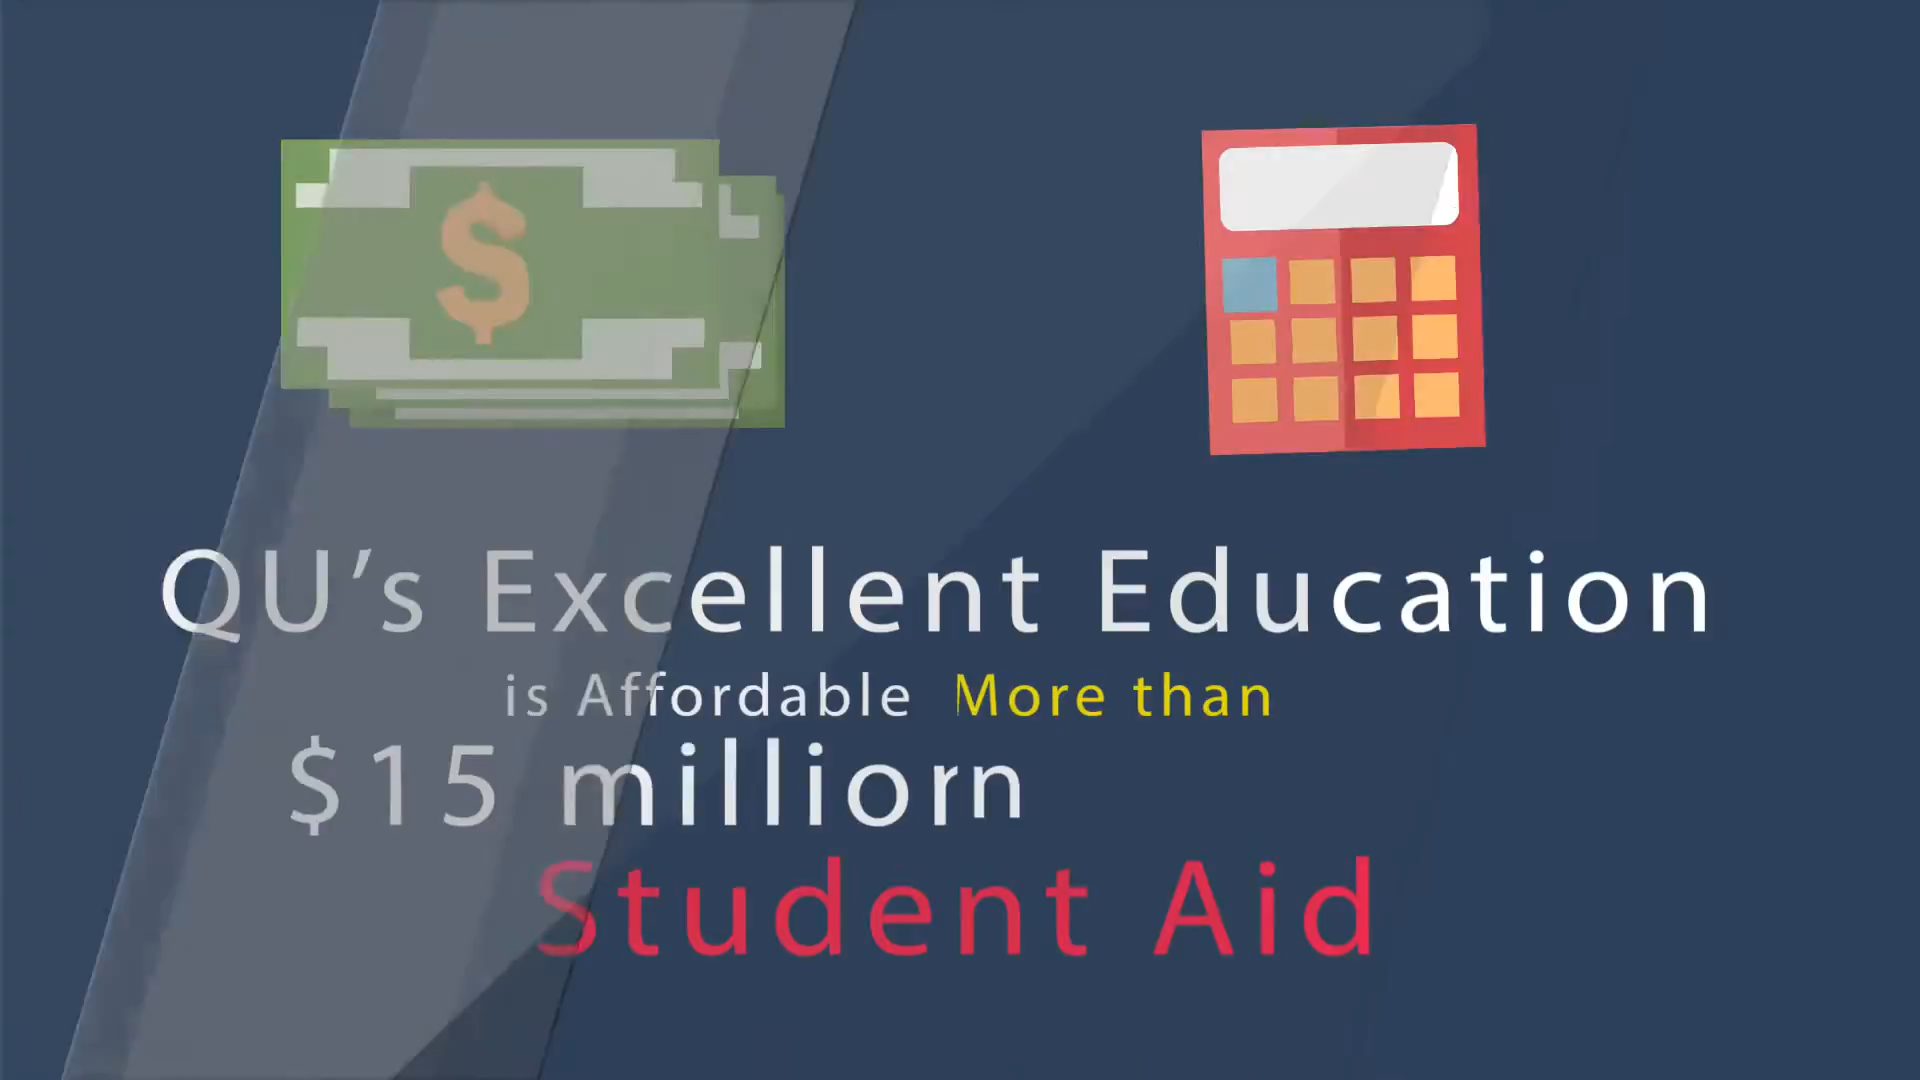 $
QU's Excellent Education
is Affordable More than
$15 milliorn
Student Aid